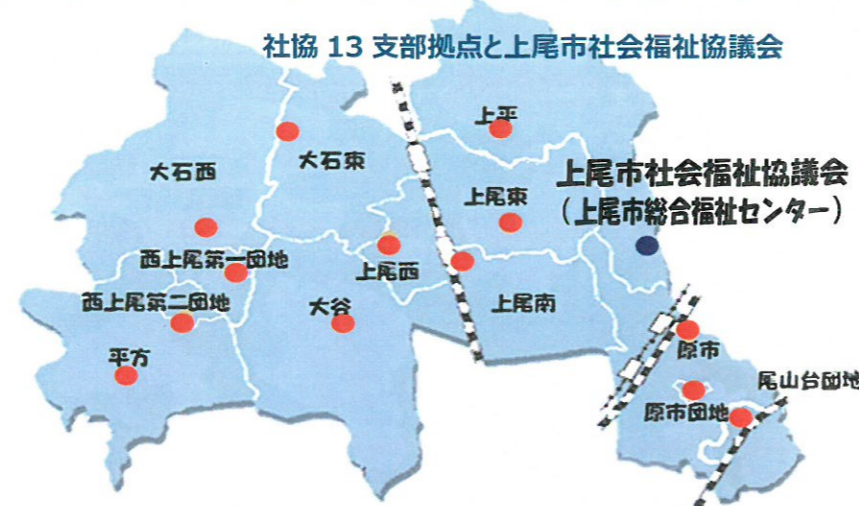 社協 13 支部拠点と上尾市社会福祉協議会
上平
大石西
大石東
上尾市社会福祉協議会
(上尾市総合福祉センター)
上尾東
西上尾第一団地
上尾西
西上尾第二団地
大谷
上尾南
平方
原市
尾山台団地
原市団地